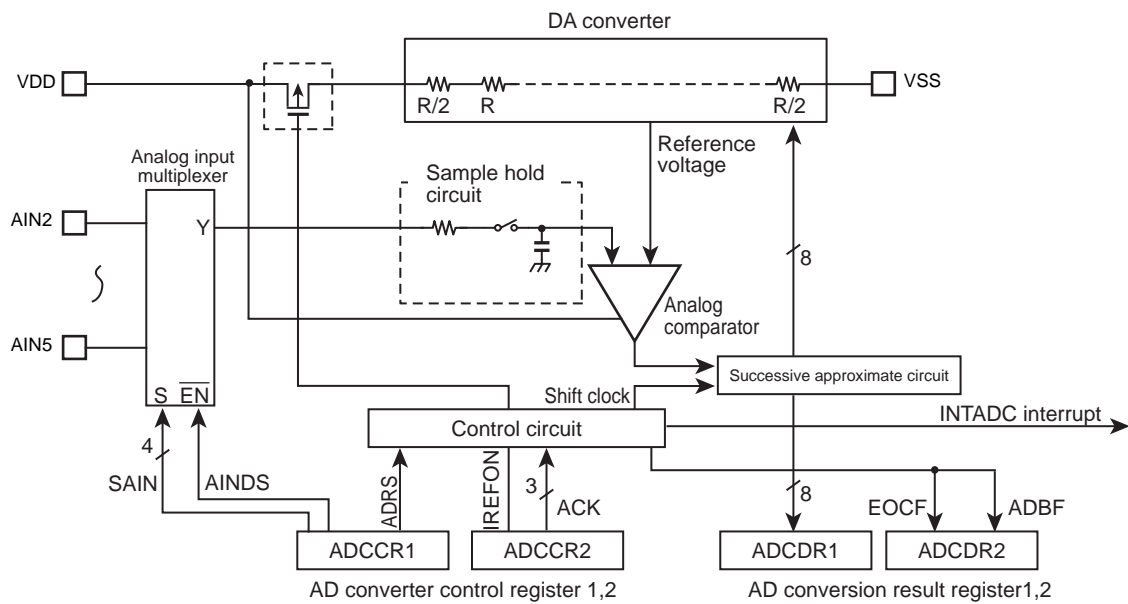 DA converter
VDD
R/2
R
R/2
VSS
Reference
voltage
Analog input
multiplexer
Sample hold
circuit
AIN2
Y
8
Analog
comparator
AIN5
Successive approximate circuit
S
EN
Shift clock
INTADC interrupt
Control circuit
4
SAIN
AINDS
ADRS
IREFON
3
ACK
8
EOCF
ADBF
ADCCR1
ADCCR2
ADCDR1
ADCDR2
AD converter control register 1,2
AD conversion result register1,2